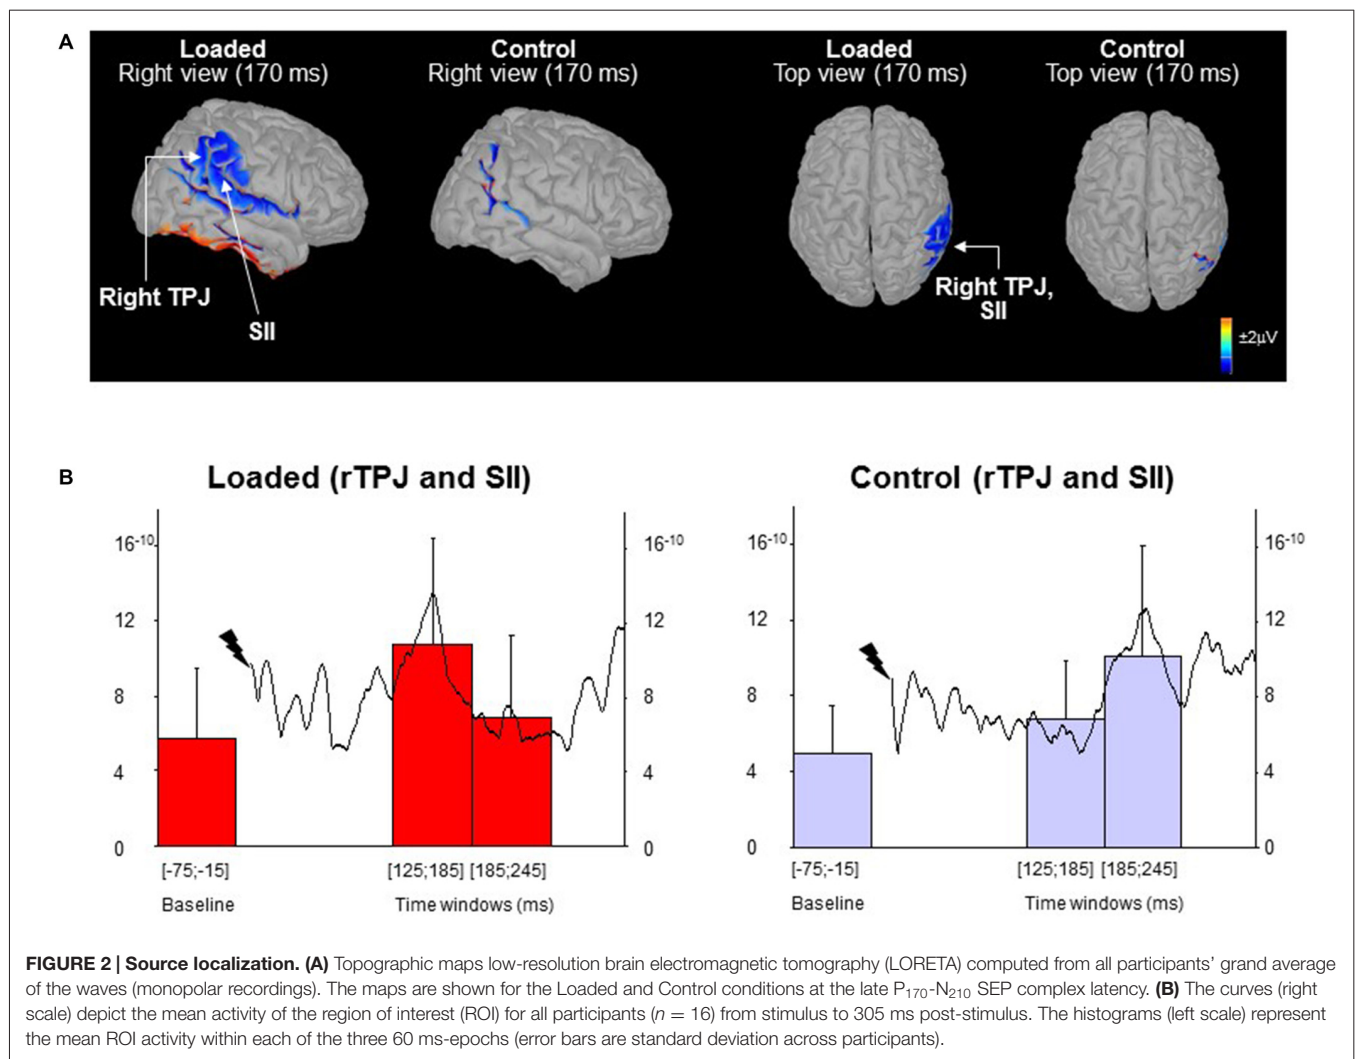 A
Loaded
Right view (170 ms)
Control
Right view (170 ms)
Loaded
Top view (170 ms)
Control
Top view (170 ms)
Right TPJ
SII
Right TPJ,
SII
±2µV
B
Loaded (rTPJ and SII)
16-10
12
8
4
0
16-10
12
8
4
0
[-75;-15]
[125;185] [185;245]
Baseline
Time windows (ms)
Control (rTPJ and SII)
16-10
12
8
4
0
16-10
12
8
4
0
[-75;-15]
[125;185] [185;245]
Baseline
Time windows (ms)
FIGURE 2 | Source localization. (A) Topographic maps low-resolution brain electromagnetic tomography (LORETA) computed from all participants' grand average
of the waves (monopolar recordings). The maps are shown for the Loaded and Control conditions at the late P170-N210 SEP complex latency. (B) The curves (right
scale) depict the mean activity of the region of interest (ROI) for all participants (n = 16) from stimulus to 305 ms post-stimulus. The histograms (left scale) represent
the mean ROI activity within each of the three 60 ms-epochs (error bars are standard deviation across participants).